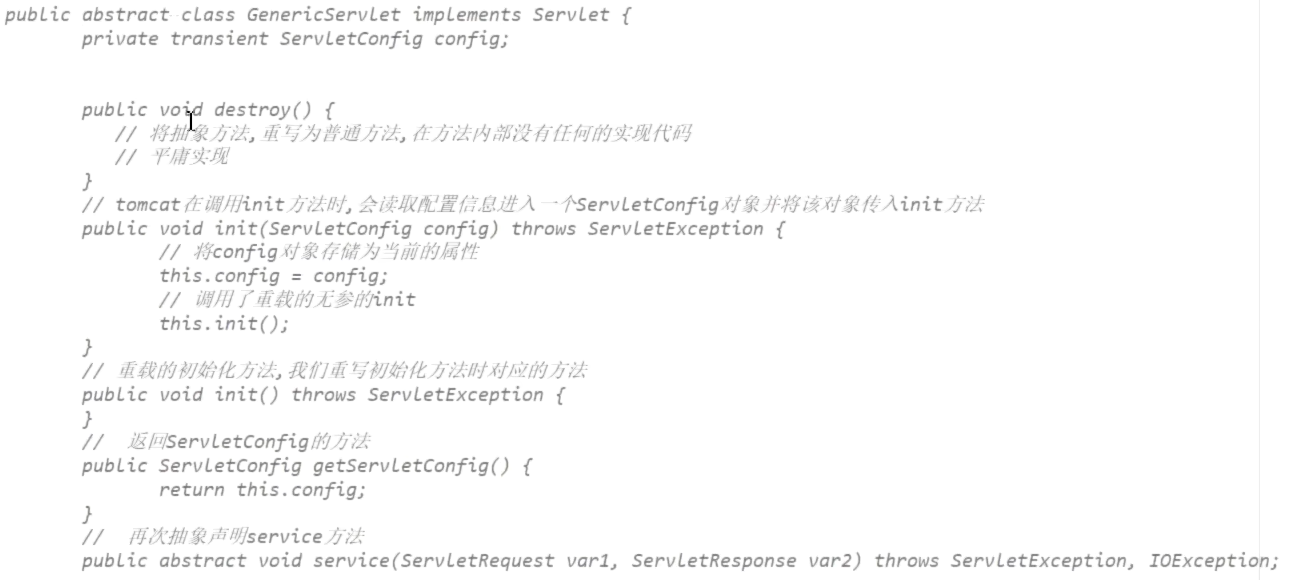 public abstract class GenericServlet implements Servlet {
private transient ServletConfig config;
public void destroy() {
// 将抽象方法,重写为普通方法,在方法内部没有任何的实现代码
// 平庸实现
}
// tomcat在调用init方法时,会读取配置信息进入一个ServletConfig对象并将该对象传入init方法
public void init(ServletConfig config) throws ServletException {
// 将config对象存储为当前的属性
this.config = config;
// 调用了重载的无参的init
this.init();
}
// 重载的初始化方法,我们重写初始化方法时对应的方法
public void init() throws ServletException {
}
// 返回ServletConfig的方法
public ServletConfig getServletConfig() {
return this.config;
}
// 再次抽象声明service方法
public abstract void service(ServletRequest var1, ServletResponse var2) throws ServletException, IOException;